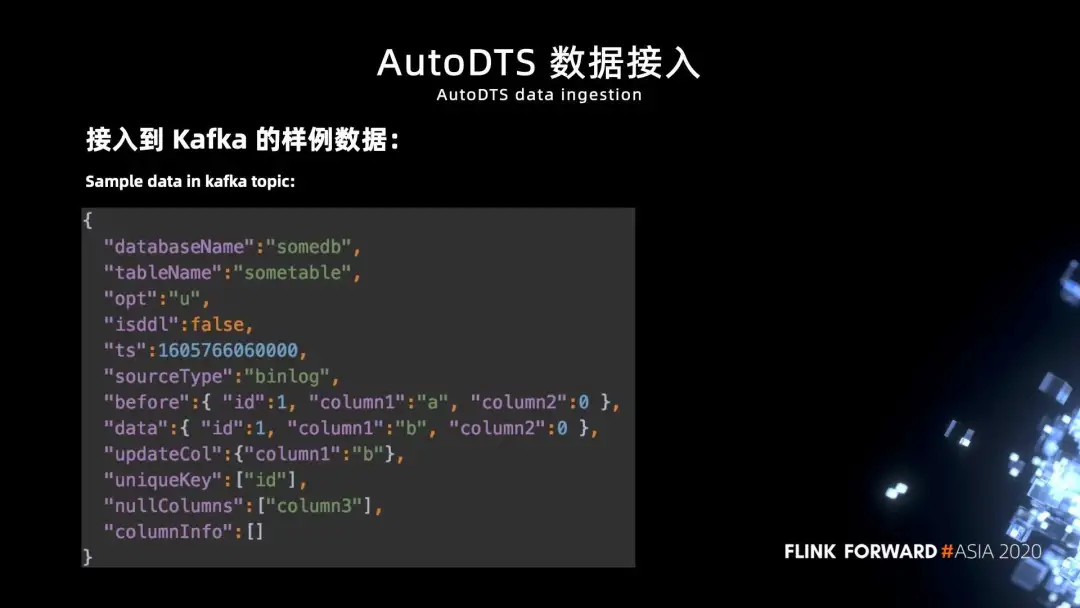 AutoDTS 数据接入
AutoDTS data ingestion
接入到 Kafka 的样例数据：
Sample data in kafka topic:
{
"databaseName":"somedb",
"tableName":"sometable",
"opt":"u",
"isddl":false,
"ts":1605766060000,
"sourceType":"binlog",
"before":{ "id":1, "column1":"a", "column2":0 },
"data":{ "id":1, "column1":"b", "column2":0 },
"updateCol":{"column1":"b"},
"uniqueKey":["id"],
"nullColumns":["column3"],
"columnInfo":[]
}
FLINK FORWARD #ASIA 2020